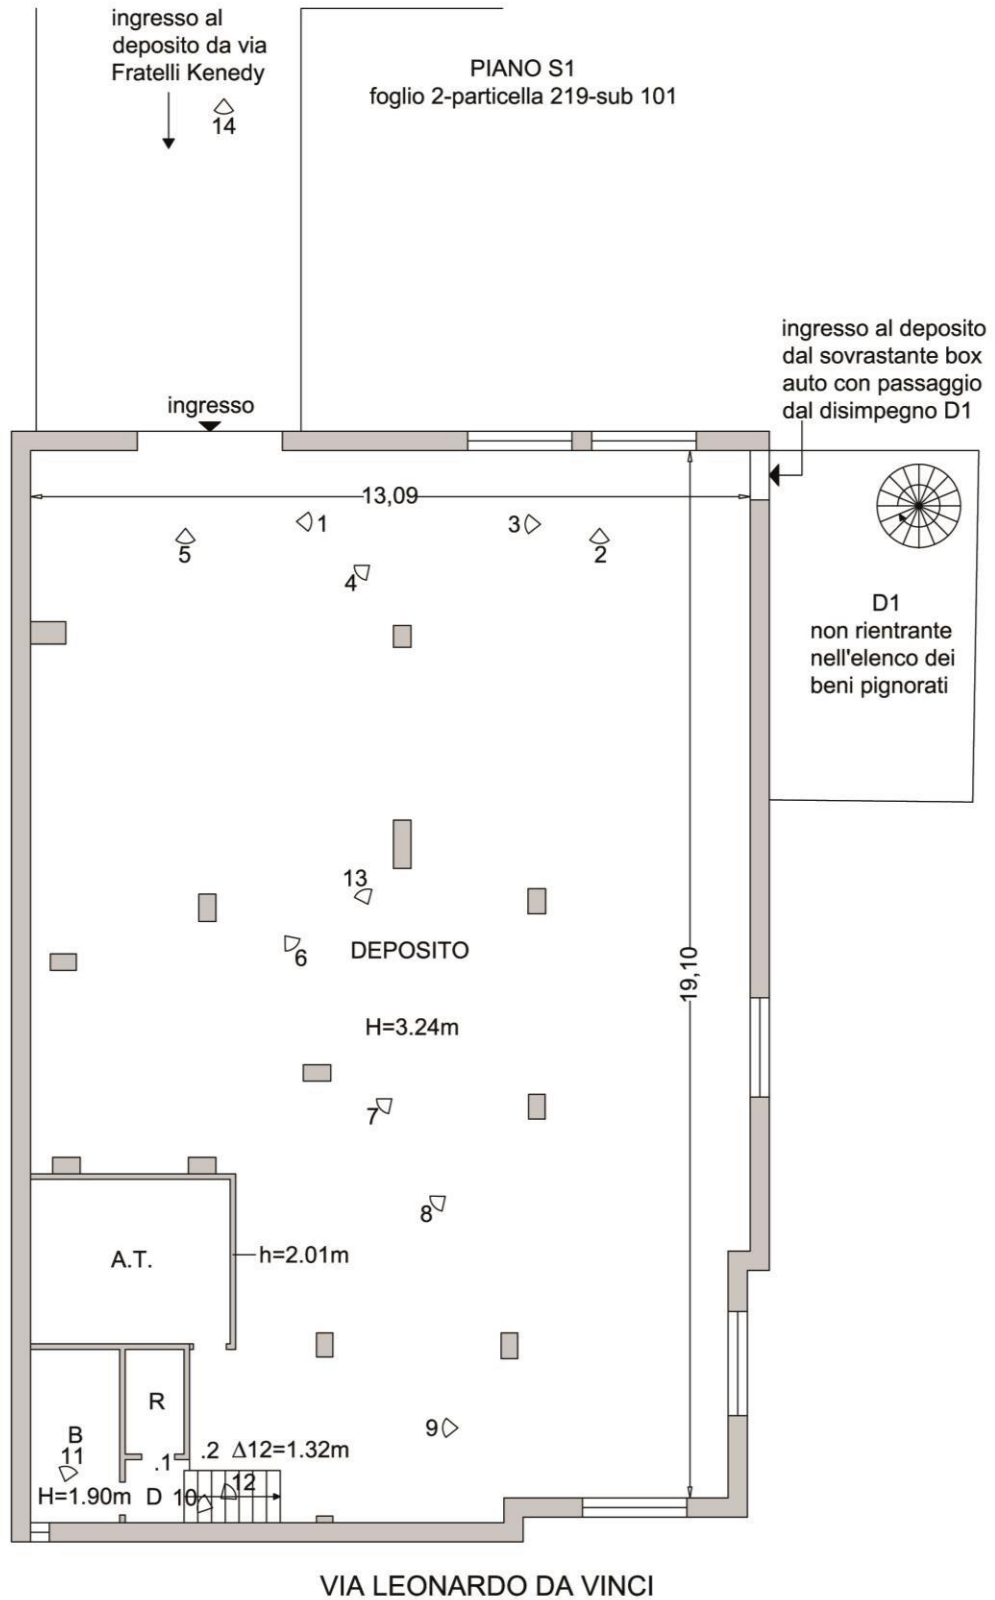 ingresso al
deposito da via
Fratelli Kenedy
14
PIANO S1
foglio 2-particella 219-sub 101
ingresso al deposito
dal sovrastante box
auto con passaggio
dal disimpegno D1
ingresso
13,09
1
3
5
2
4
D1
non rientrante
nell'elenco dei
beni pignorati
13
6
DEPOSITO
19,10
H=3.24m
7
8
A.T.
h=2.01m
R
9
B
11
.1
.2 Δ12=1.32m
12
H=1.90m D 10
VIA LEONARDO DA VINCI